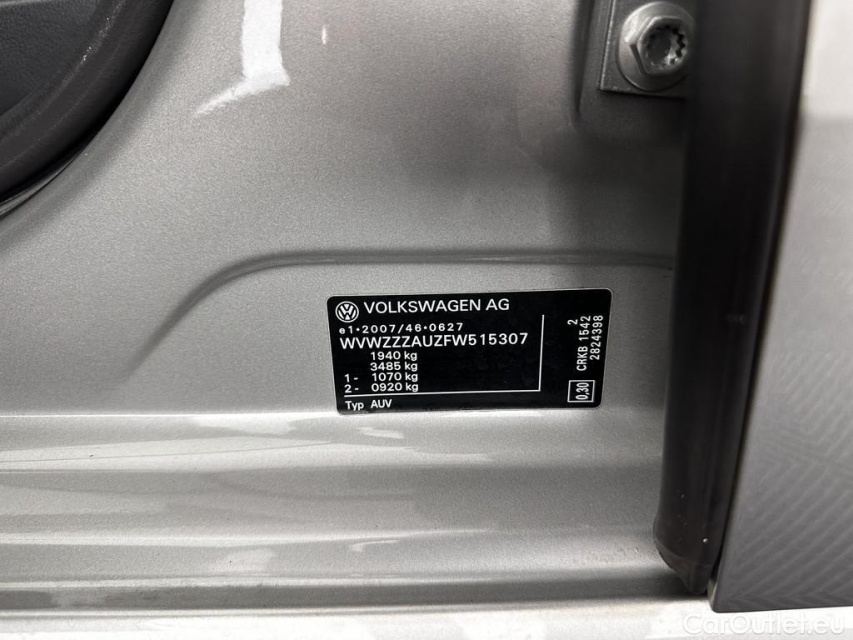 VOLKSWAGEN AG
e1*2007/46*0627
WVWZZZAUZFW515307
1940 kg
3485 kg
1- 1070 kg
2- 0920 kg
Typ AUV
2
CRKB 1542
2824398
0,30
CarOutlet.eu